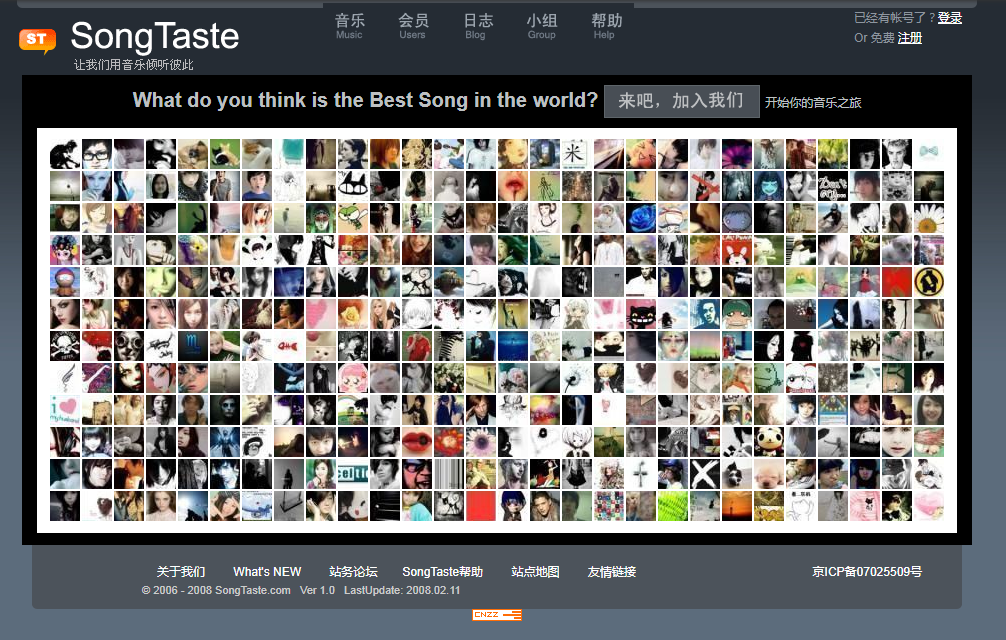 音乐 会员 日志 小组 帮助
Music Users Blog Group Help
已经有帐号了？登录
Or 免费 注册
ST SongTaste
让我们用音乐倾听彼此
What do you think is the Best Song in the world? 来吧，加入我们 开始你的音乐之旅
关于我们 What's NEW 站务论坛 SongTaste帮助 站点地图 友情链接 京ICP备07025509号
© 2006 - 2008 SongTaste.com Ver 1.0 LastUpdate: 2008.02.11
CNZZ